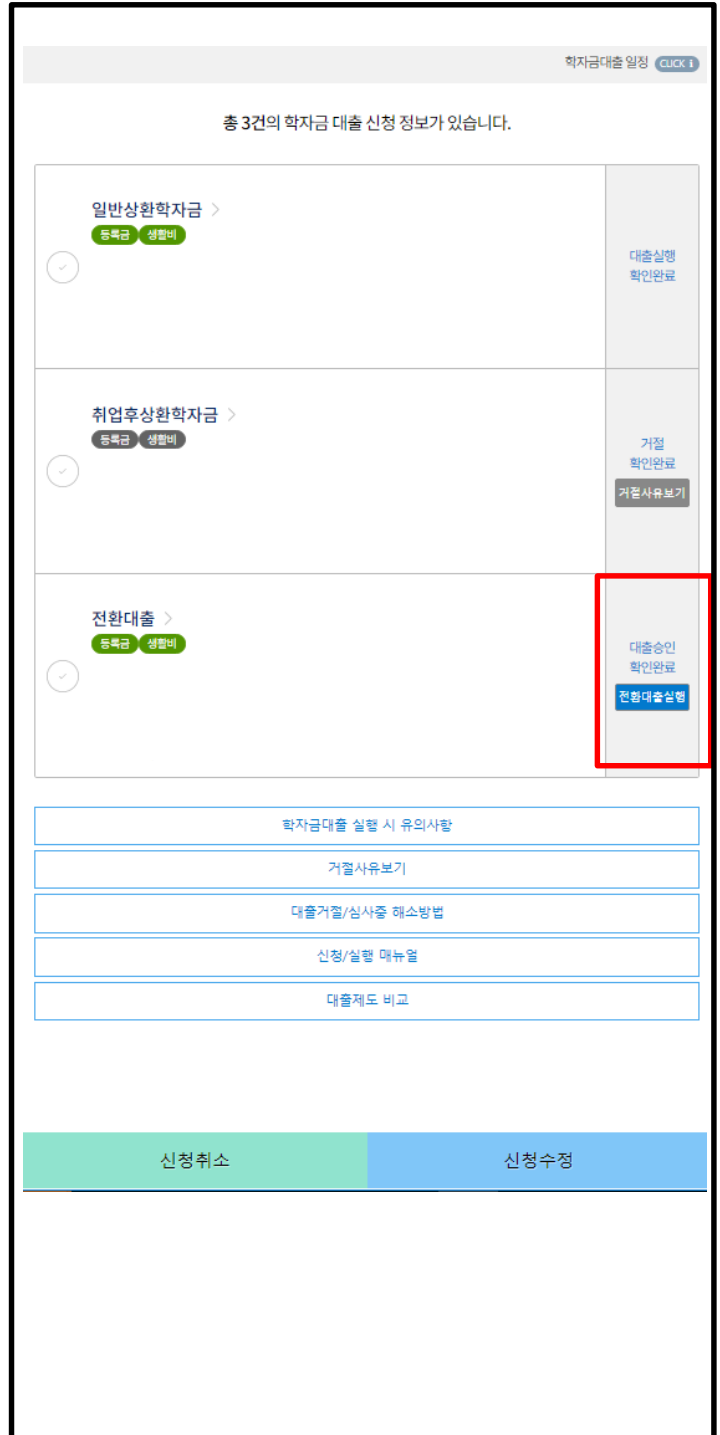 학자금대출 일정 CLICK i
총 3건의 학자금 대출 신청 정보가 있습니다.
일반상환학자금 >
등록금 생활비
대출실행
확인완료
취업후상환학자금 >
등록금 생활비
거절
확인완료
거절사유보기
전환대출 >
등록금 생활비
대출승인
확인완료
전환대출실행
학자금대출 실행 시 유의사항
거절사유보기
대출거절/심사중 해소방법
신청/실행 매뉴얼
대출제도 비교
신청취소 신청수정